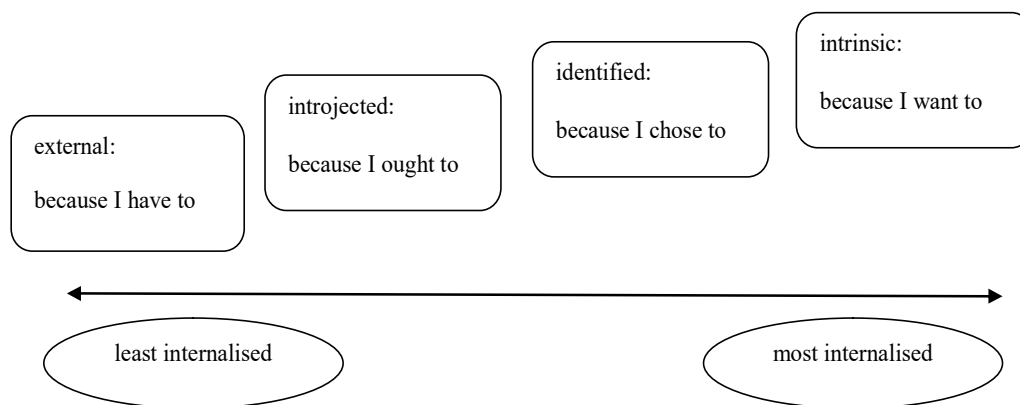 external:
because I have to
introjected:
because I ought to
identified:
because I chose to
intrinsic:
because I want to
least internalised
most internalised